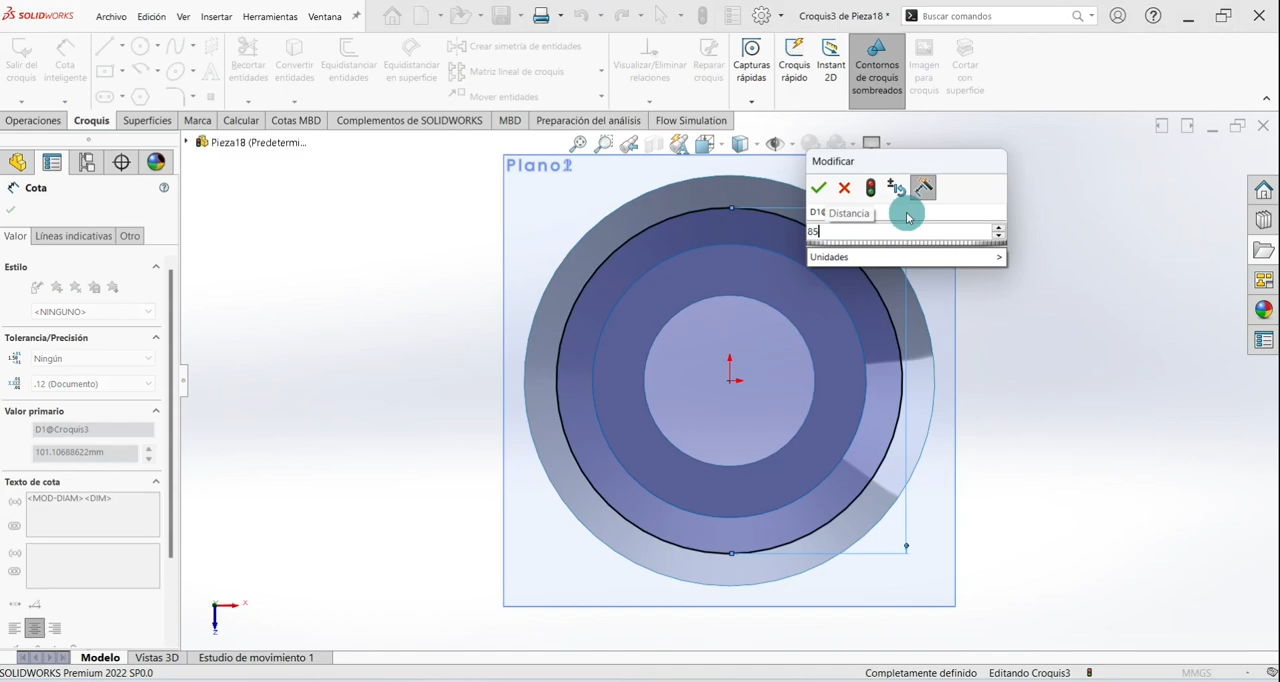 SOLIDWORKS Archivo Edición Ver Insertar Herramientas Ventana Croquis3 de Pieza18 * Buscar comandos
Salir del croquis
Cota inteligente
Recortar entidades
Convertir entidades
Equidistanciar entidades
Equidistanciar en superficie
Crear simetría de entidades
Matriz lineal de croquis
Mover entidades
Visualizar/Eliminar relaciones
Reparar croquis
Capturas rápidas
Croquis rápido
Instant 2D
Contornos de croquis sombreados
Imagen para croquis
Cortar con superficie
Operaciones Croquis Superficies Marca Calcular Cotas MBD Complementos de SOLIDWORKS MBD Preparación del análisis Flow Simulation
Pieza18 (Predetermi...
Cota
Valor Líneas indicativas Otro
Estilo
<NINGUNO>
Tolerancia/Precisión
Ningún
.12 (Documento)
Valor primario
D1@Croquis3
101.10688622mm
Texto de cota
<MOD-DIAM><DIM>
Modificar
D1@
Distancia
85
Unidades
x
z
Modelo Vistas 3D Estudio de movimiento 1
SOLIDWORKS Premium 2022 SP0.0 Completamente definido Editando Croquis3 MMGS